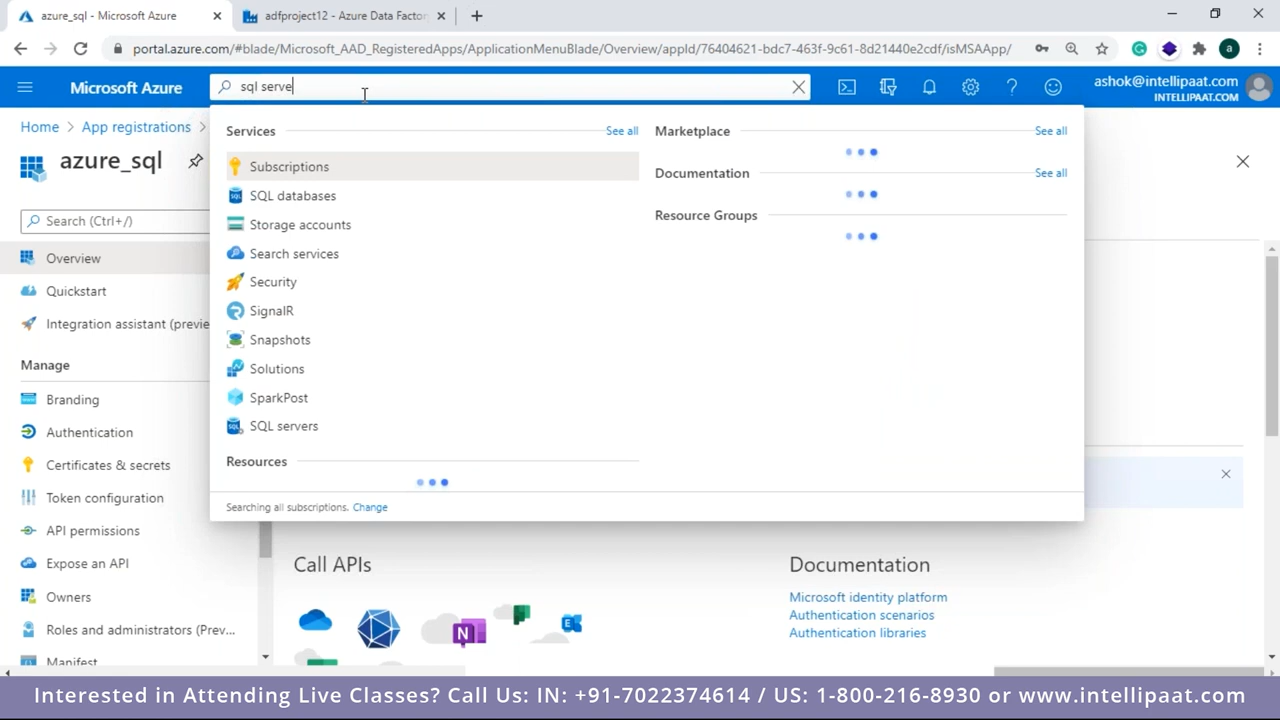 azure_sql - Microsoft Azure
adfproject12 - Azure Data Factory
portal.azure.com/#blade/Microsoft_AAD_RegisteredApps/ApplicationMenuBlade/Overview/appId/76404621-bdc7-463f-9c61-8d21440e2cdf/isMSAApp/
a
Microsoft Azure
sql serve
ashok@intellipaat.com
INTELLIPAAT.COM
Home > App registrations >
azure_sql
Search (Ctrl+/)
Overview
Quickstart
Integration assistant (previe
Manage
Branding
Authentication
Certificates & secrets
Token configuration
API permissions
Expose an API
Owners
Roles and administrators (Prev...
Manifest
Services
See all
Subscriptions
SQL databases
Storage accounts
Search services
Security
SignalR
Snapshots
Solutions
SparkPost
SQL servers
Resources
Searching all subscriptions. Change
Marketplace
See all
Documentation
See all
Resource Groups
Call APIs
N
E
Documentation
Microsoft identity platform
Authentication scenarios
Authentication libraries
Interested in Attending Live Classes? Call Us: IN: +91-7022374614 / US: 1-800-216-8930 or www.intellipaat.com